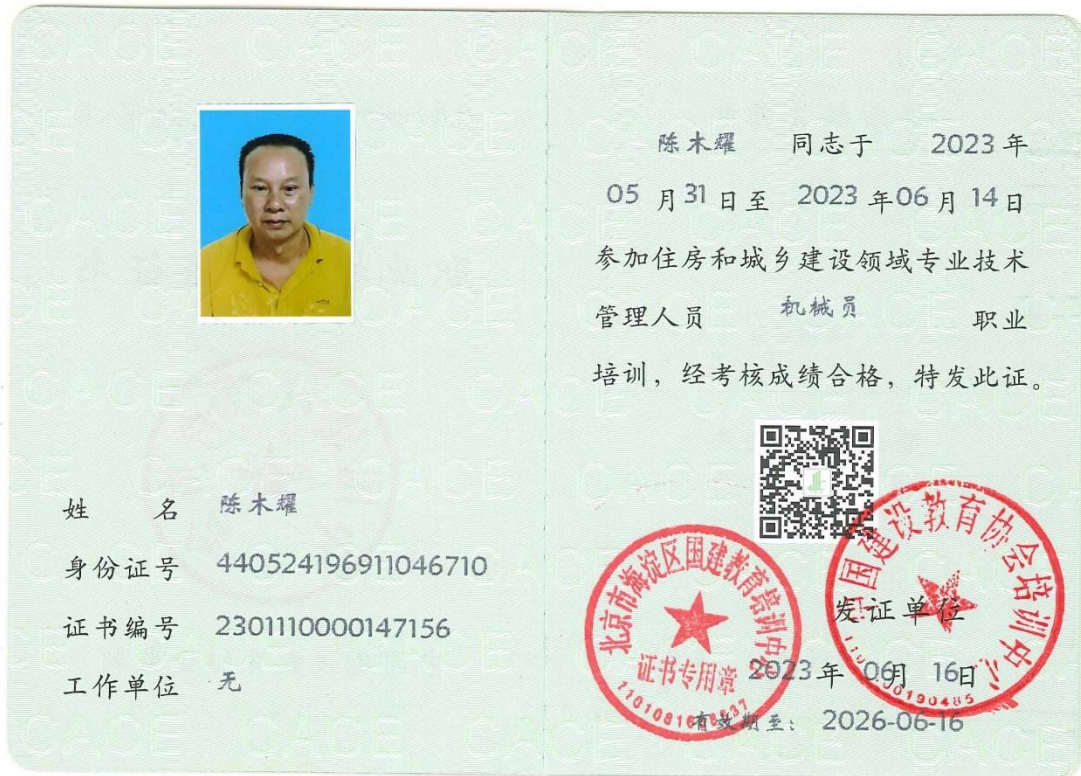 姓 名 陈木耀
身份证号 440524196911046710
证书编号 2301110000147156
工作单位 无
陈木耀 同志于 2023 年
05 月 31 日至 2023 年 06 月 14 日
参加住房和城乡建设领域专业技术
管理人员 机械员 职业
培训，经考核成绩合格，特发此证。
北京市海淀区国建教育培训中心
证书专用章
中国建设教育协会培训中心
发证单位
2023 年 06 月 16 日
有效期至： 2026-06-16
CACE